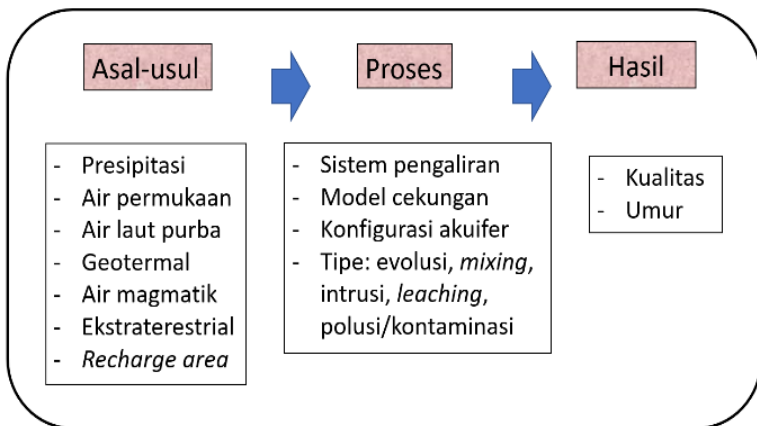 Asal-usul
Proses
Hasil
- Presipitasi
- Air permukaan
- Air laut purba
- Geotermal
- Air magmatik
- Ekstraterestrial
- Recharge area
- Sistem pengaliran
- Model cekungan
- Konfigurasi akuifer
- Tipe: evolusi, mixing,
intrusi, leaching,
polusi/kontaminasi
- Kualitas
- Umur